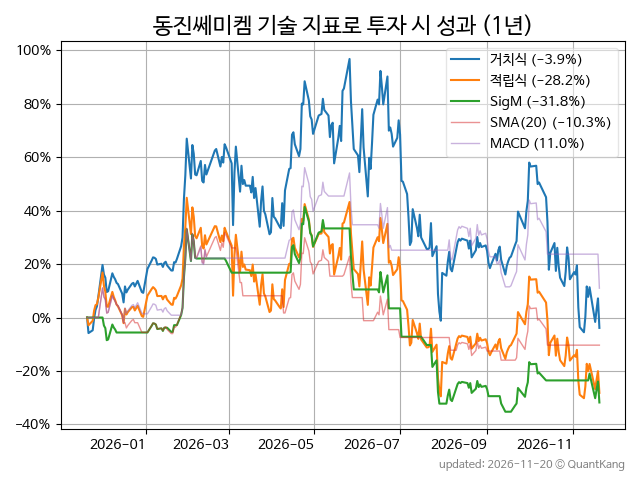 동진쎄미켐 기술 지표로 투자 시 성과 (1년)
거치식 (−3.9%)
적립식 (−28.2%)
SigM (−31.8%)
SMA(20) (−10.3%)
MACD (11.0%)
100%
80%
60%
40%
20%
0%
−20%
−40%
2026-01 2026-03 2026-05 2026-07 2026-09 2026-11
updated: 2026-11-20 © QuantKang